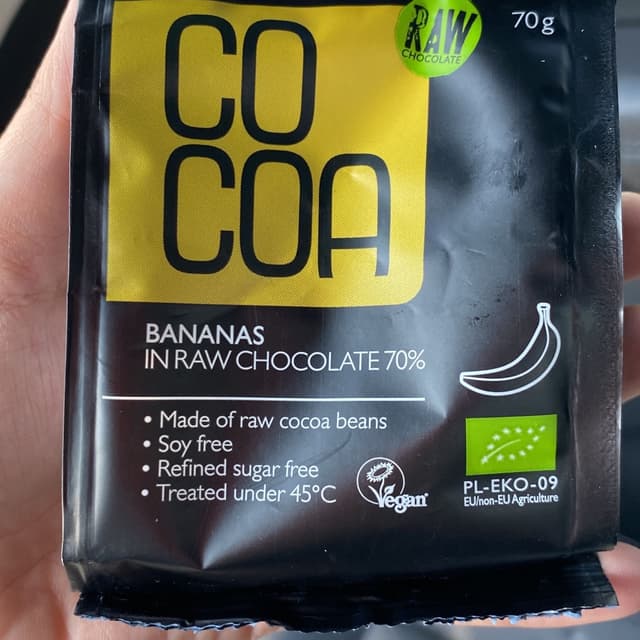 CO
COA
RAW
CHOCOLATE
70 g
BANANAS
IN RAW CHOCOLATE 70%
• Made of raw cocoa beans
• Soy free
• Refined sugar free
• Treated under 45°C
Vegan
PL-EKO-09
EU/non-EU Agriculture